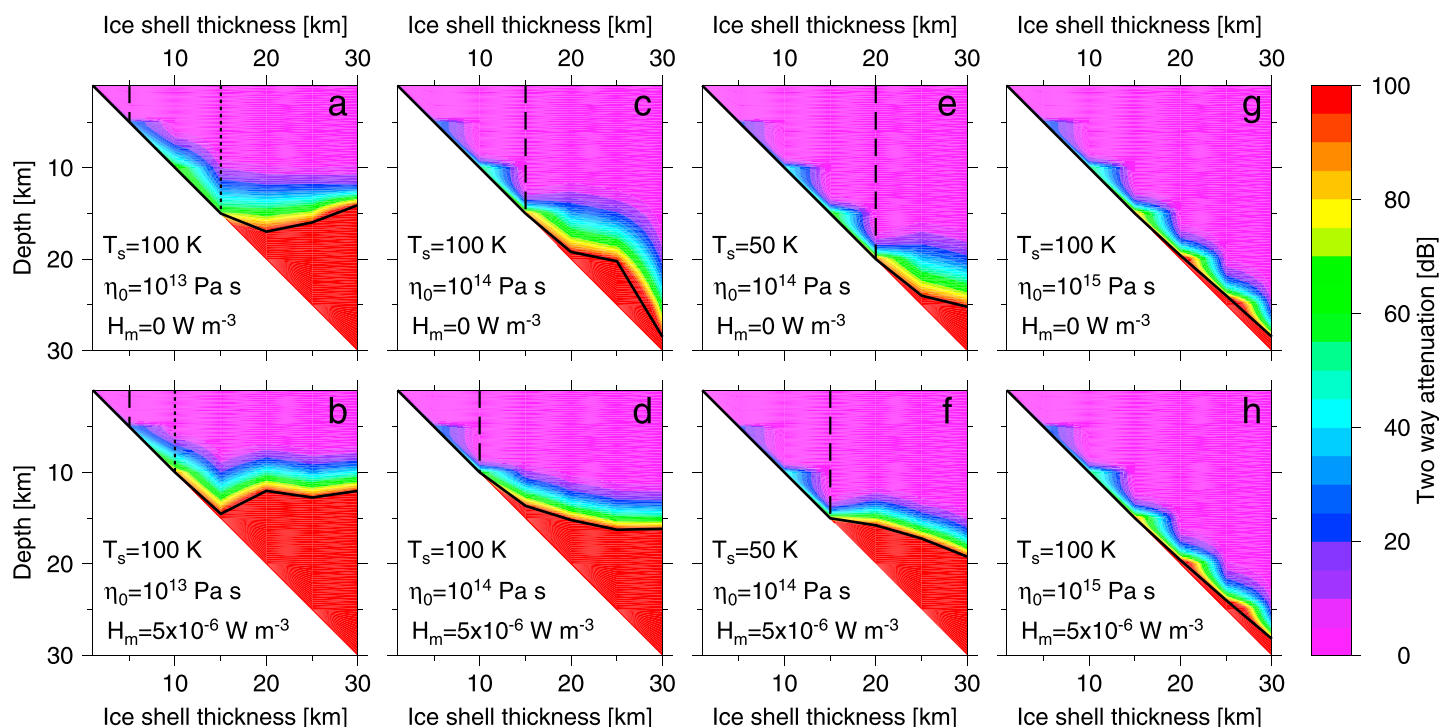 Ice shell thickness [km] Ice shell thickness [km] Ice shell thickness [km] Ice shell thickness [km]
10 20 30 10 20 30 10 20 30 10 20 30
a c e g
Depth [km]
10
20
30
T_s=100 K
η_0=10^13 Pa s
H_m=0 W m^-3
T_s=100 K
η_0=10^14 Pa s
H_m=0 W m^-3
T_s=50 K
η_0=10^14 Pa s
H_m=0 W m^-3
T_s=100 K
η_0=10^15 Pa s
H_m=0 W m^-3
b d f h
Depth [km]
10
20
30
T_s=100 K
η_0=10^13 Pa s
H_m=5x10^-6 W m^-3
T_s=100 K
η_0=10^14 Pa s
H_m=5x10^-6 W m^-3
T_s=50 K
η_0=10^14 Pa s
H_m=5x10^-6 W m^-3
T_s=100 K
η_0=10^15 Pa s
H_m=5x10^-6 W m^-3
10 20 30 10 20 30 10 20 30 10 20 30
Ice shell thickness [km] Ice shell thickness [km] Ice shell thickness [km] Ice shell thickness [km]
100
80
60
40
20
0
Two way attenuation [dB]